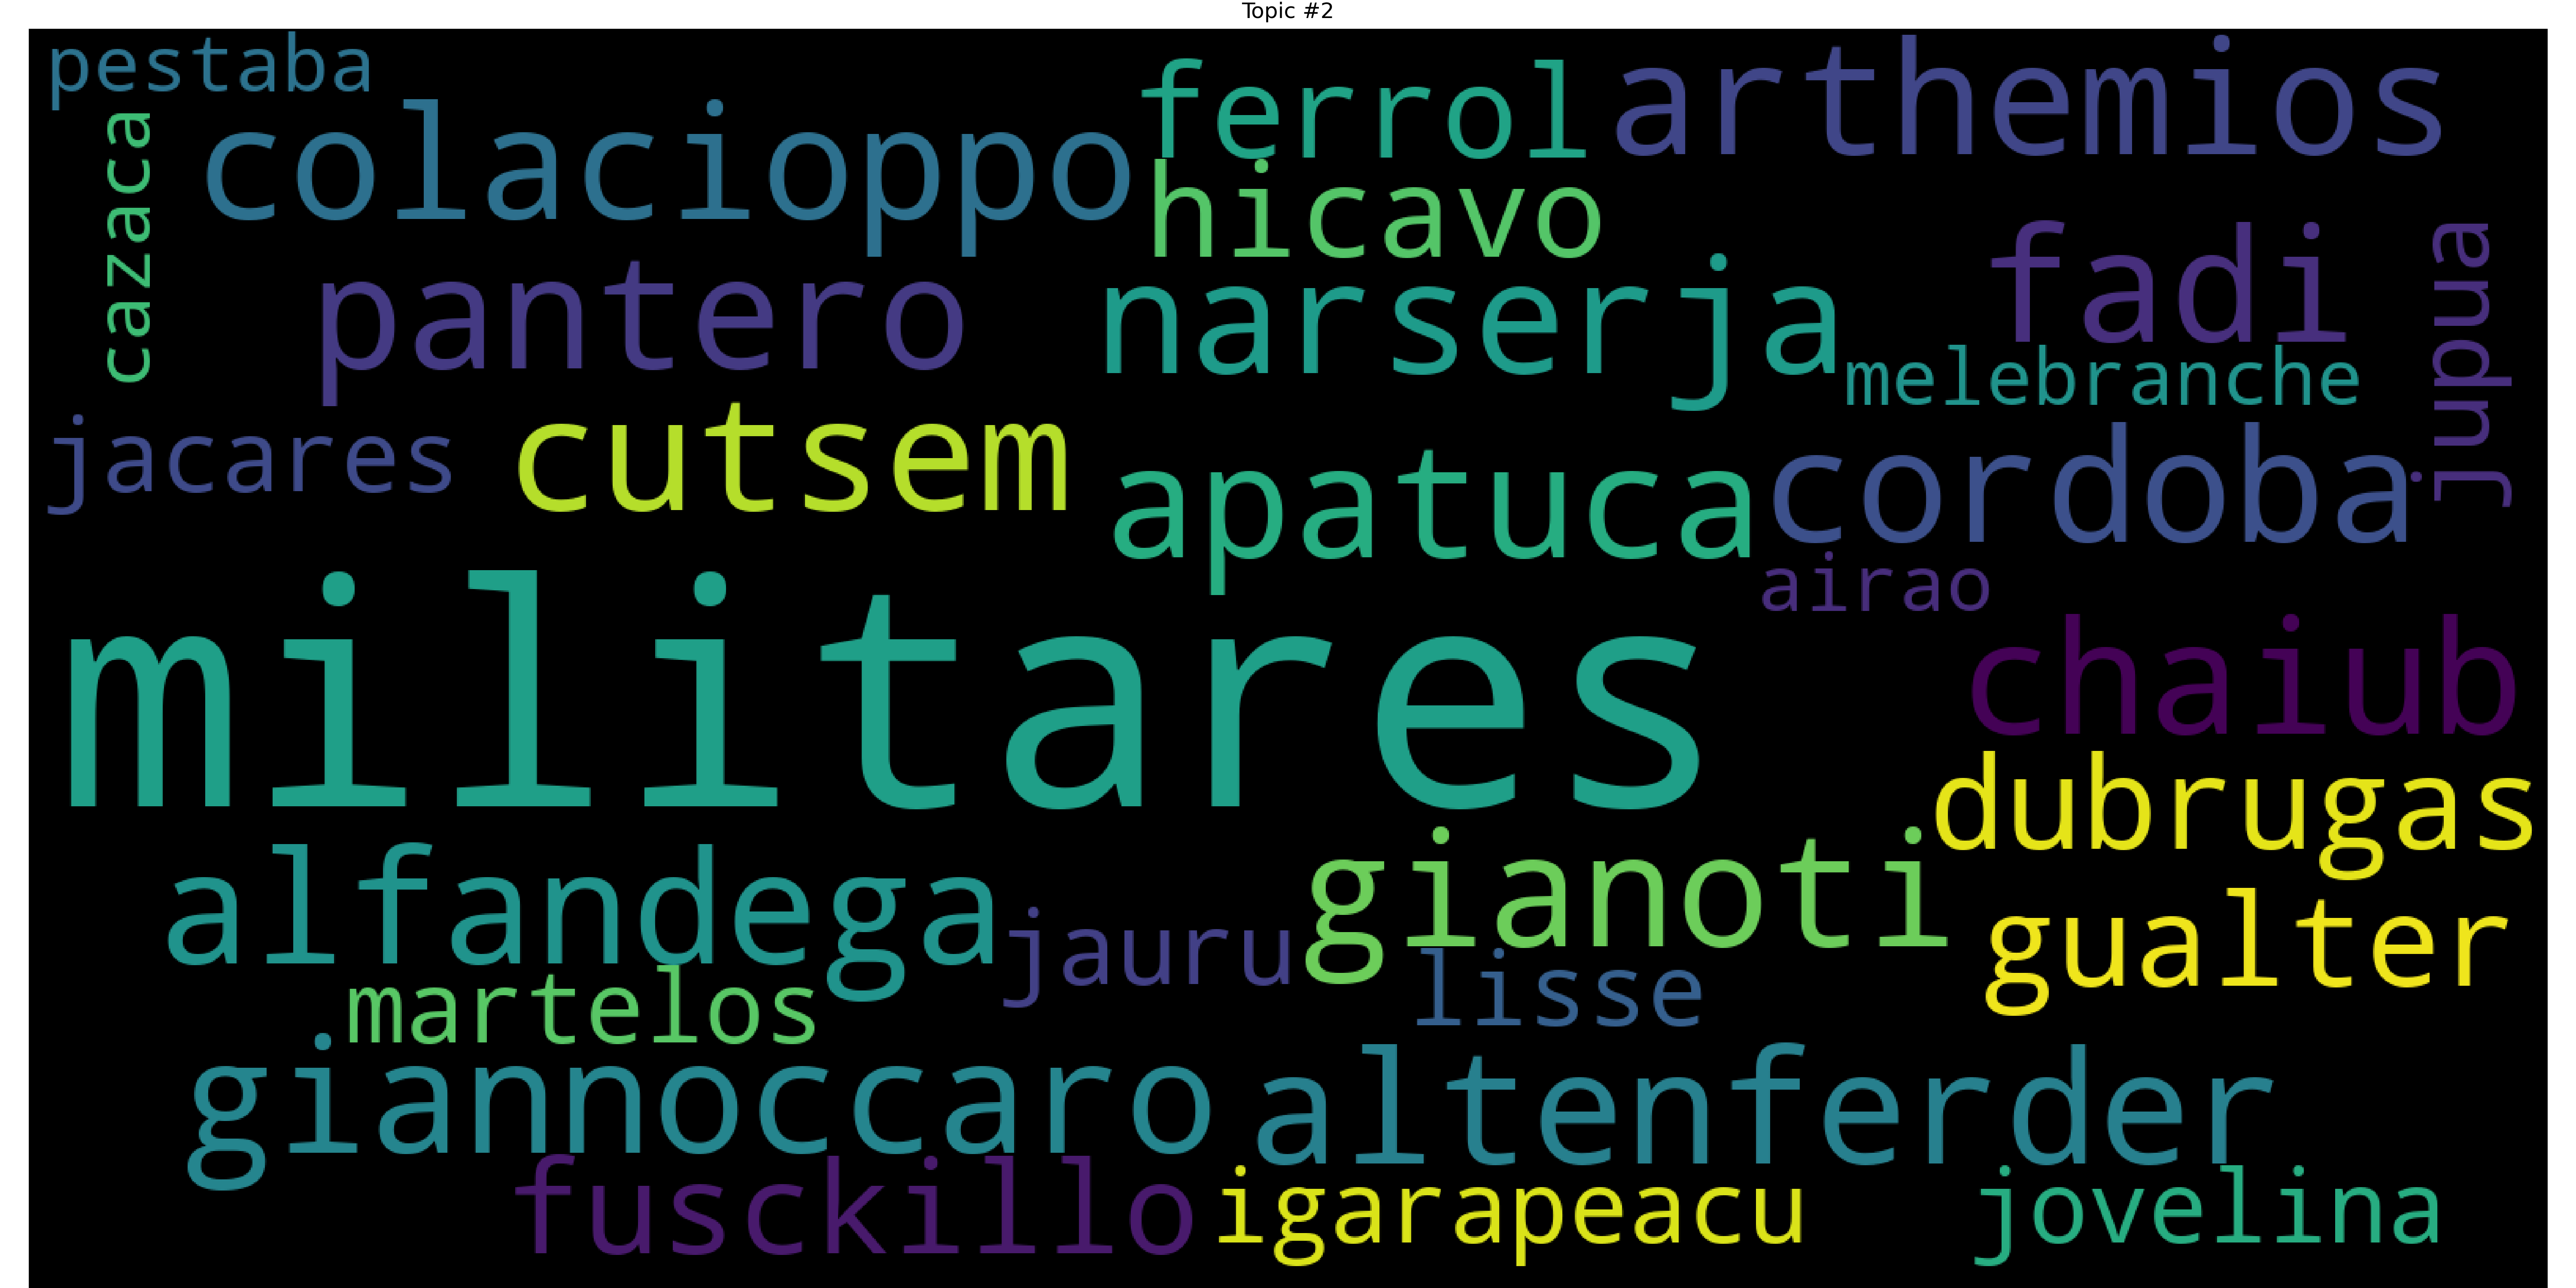 Topic #2
pestaba
cazaca
colacioppo
ferrol
arthemios
hicavo
pantero
narserja
fadi
jupua
melebranche
jacares
cutsem
apatuca
cordoba
airao
militares
chaiub
dubrugas
alfandega
jauru
gianoti
gualter
martelos
lisse
giannoccaro
altenferder
fusckillo
igarapeacu
jovelina